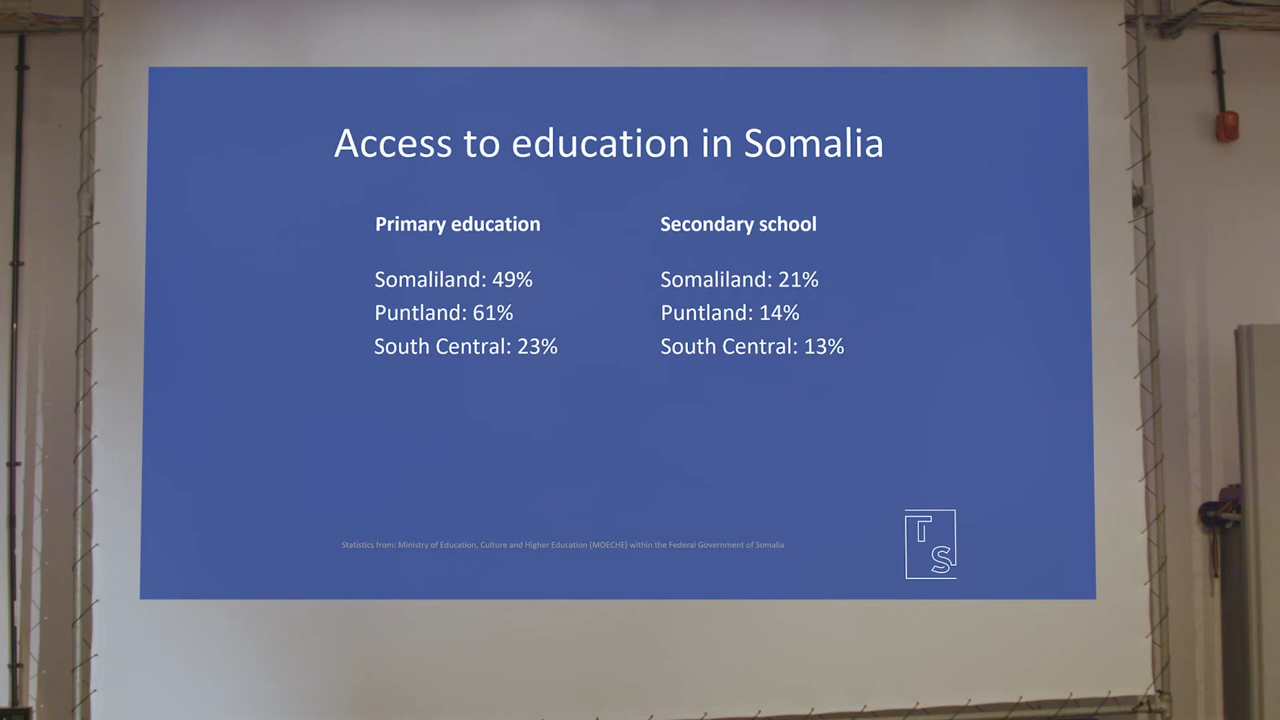 Access to education in Somalia
Primary education
Somaliland: 49%
Puntland: 61%
South Central: 23%
Secondary school
Somaliland: 21%
Puntland: 14%
South Central: 13%
Statistics from: Ministry of Education, Culture and Higher Education (MOECHE) within the Federal Government of Somalia
T
S